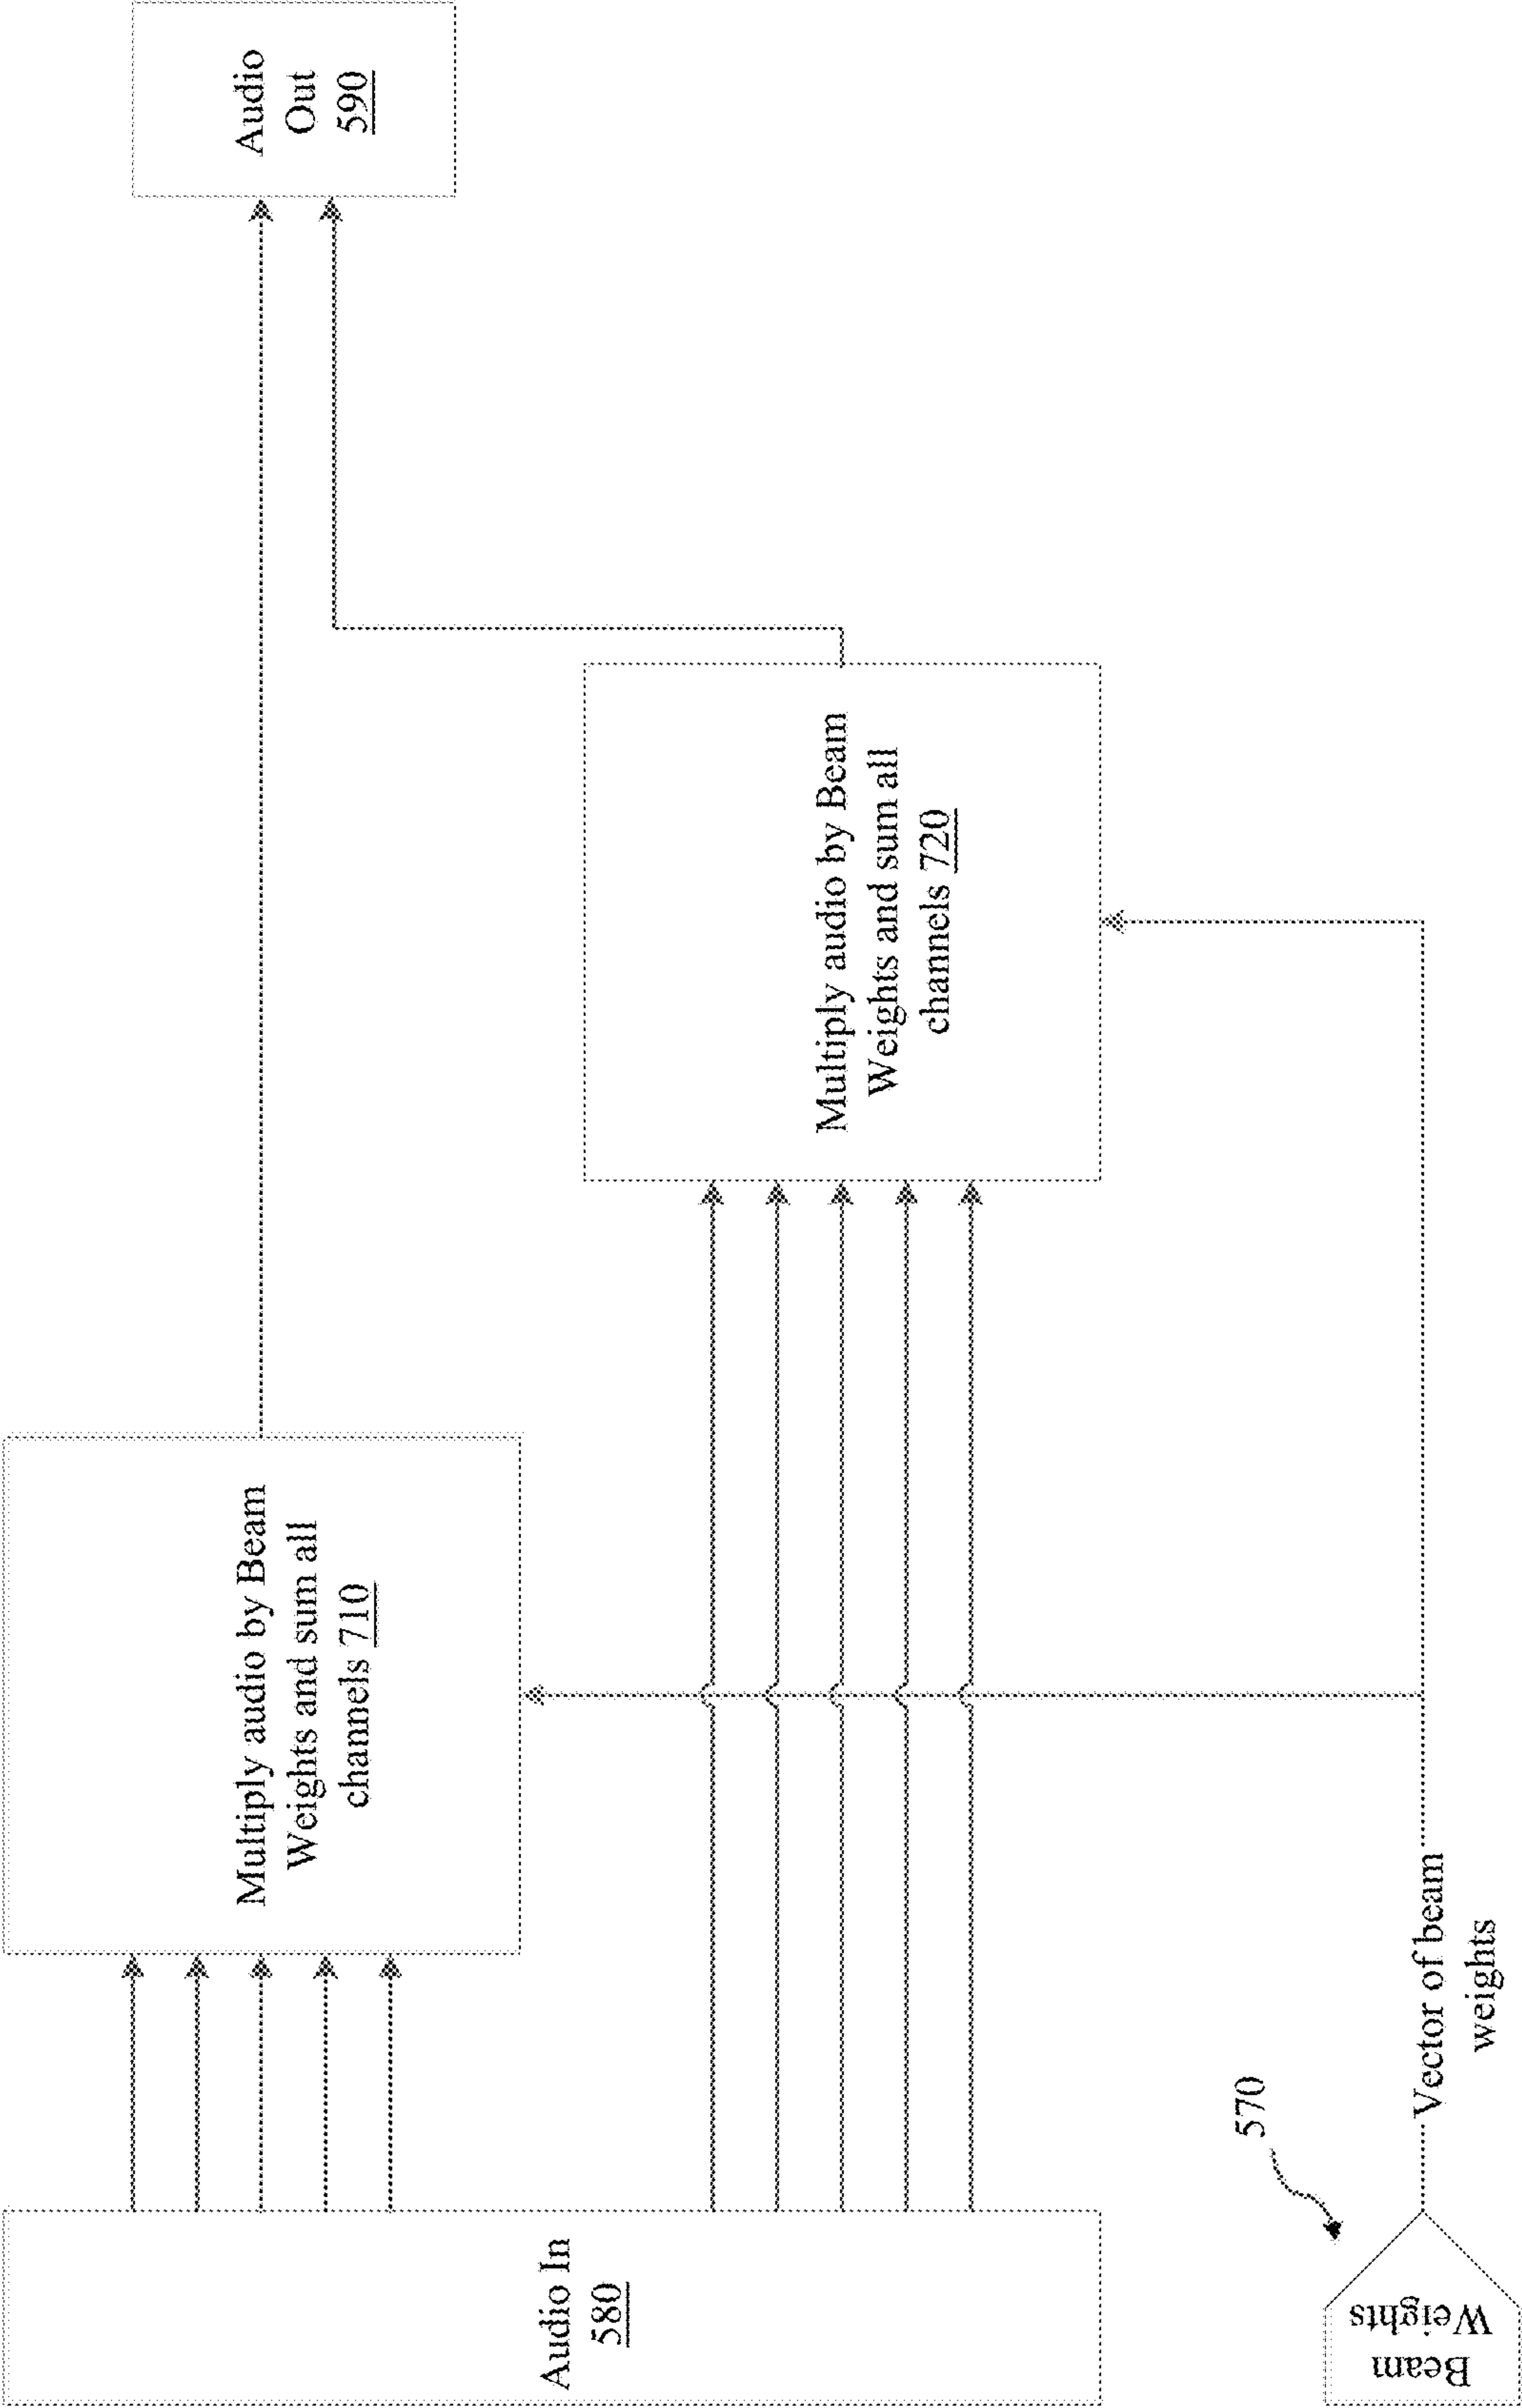 Audio In
580
Multiply audio by Beam
Weights and sum all
channels 710
Multiply audio by Beam
Weights and sum all
channels 720
Audio
Out
590
570
Beam
Weights
Vector of beam
weights